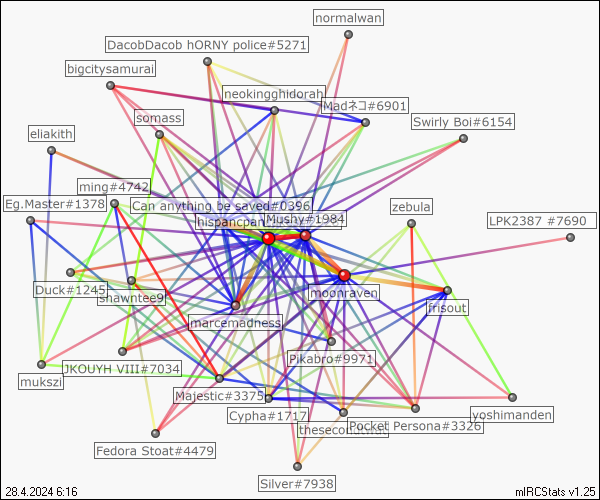 normalwan
DacobDacob hORNY police#5271
bigcitysamurai
neokingghidorah
Madネコ#6901
somass
Swirly Boi#6154
eliakith
ming#4742
Eg.Master#1378
Can anything be saved#0396
zebula
Mushy#1984
LPK2387 #7690
Duck#1245
shawntee9f
moonraven
frisout
marcemadness
Pikabro#9971
JKOUYH VIII#7034
mukszi
Majestic#3375
Cypha#1717
yoshimanden
Pocket Persona#3326
Fedora Stoat#4479
Silver#7938
28.4.2024 6:16
mIRCStats v1.25